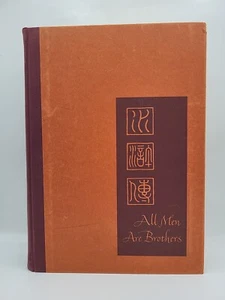 水
滸
傳
All Men
Are Brothers